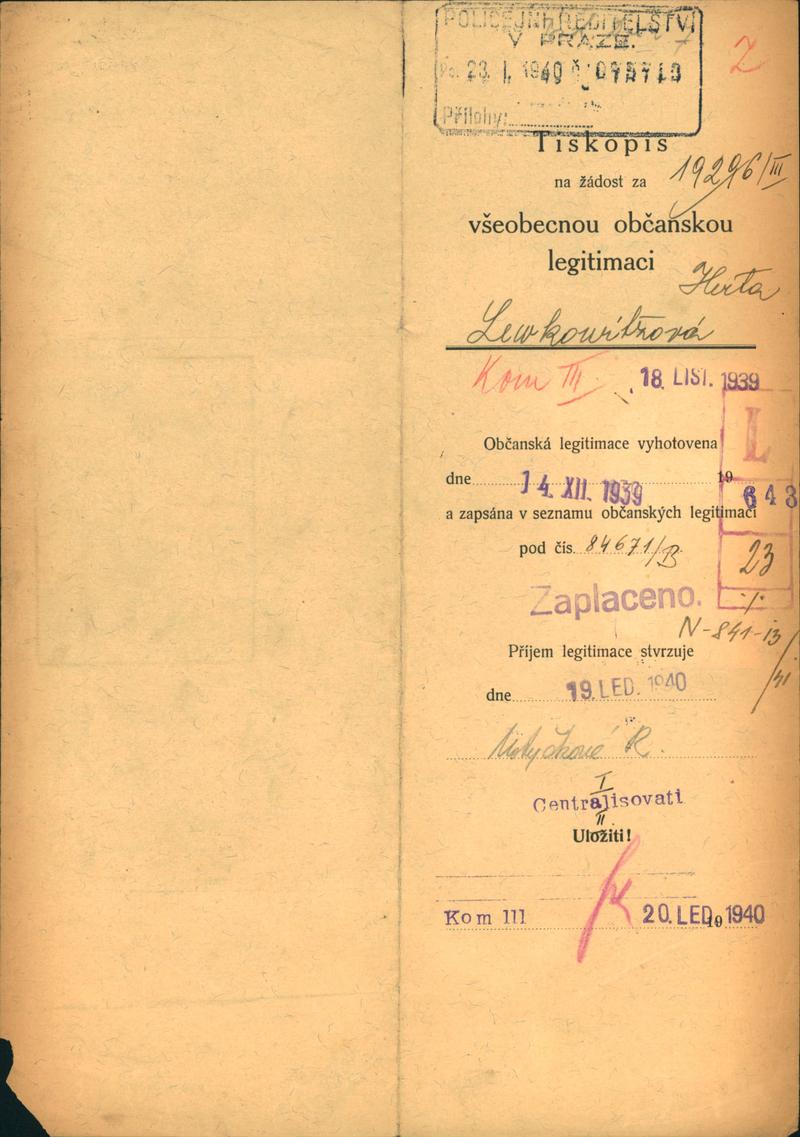 POLICEJNÍ ŘEDITELSTVÍ
V PRAZE.
23. I. 1940
Přílohy:
Z
Tiskopis
na žádost za
19296/III
všeobecnou občanskou
legitimaci
Herta
Lewkowitzová
Kom III.
18. LIST. 1939
L
Občanská legitimace vyhotovena
dne 14. XII. 1939 19
643
a zapsána v seznamu občanských legitimací
pod čís. 84671/B
23
Zaplaceno.
N-841-13
/41
Příjem legitimace stvrzuje
dne 19. LED. 1940
R.
I
Centralisovati
II.
Uložiti!
Kom III 20. LED. 1940 19